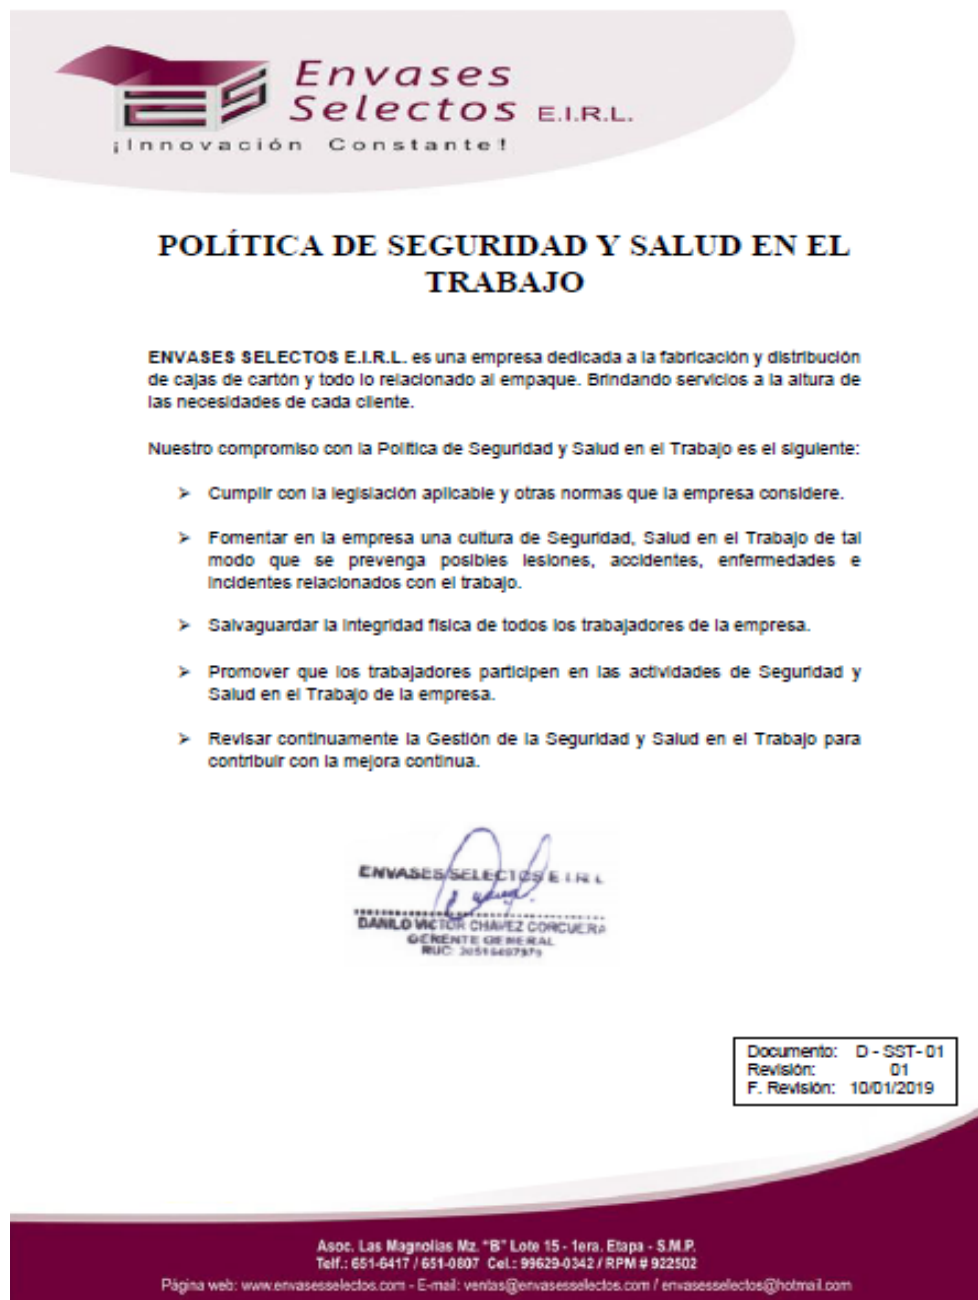 Envases
Selectos E.I.R.L.
¡Innovación Constante!
POLÍTICA DE SEGURIDAD Y SALUD EN EL
TRABAJO
ENVASES SELECTOS E.I.R.L. es una empresa dedicada a la fabricación y distribución
de cajas de cartón y todo lo relacionado al empaque. Brindando servicios a la altura de
las necesidades de cada cliente.
Nuestro compromiso con la Política de Seguridad y Salud en el Trabajo es el siguiente:
➢ Cumplir con la legislación aplicable y otras normas que la empresa considere.
➢ Fomentar en la empresa una cultura de Seguridad, Salud en el Trabajo de tal
modo que se prevenga posibles lesiones, accidentes, enfermedades e
incidentes relacionados con el trabajo.
➢ Salvaguardar la integridad física de todos los trabajadores de la empresa.
➢ Promover que los trabajadores participen en las actividades de Seguridad y
Salud en el Trabajo de la empresa.
➢ Revisar continuamente la Gestión de la Seguridad y Salud en el Trabajo para
contribuir con la mejora continua.
ENVASES SELECTOS E.I.R.L
DANILO VICTOR CHAVEZ CORCUERA
GERENTE GENERAL
RUC:
Documento: D - SST- 01
Revisión: 01
F. Revisión: 10/01/2019
Asoc. Las Magnolias Mz. "B" Lote 15 - 1era. Etapa - S.M.P.
Telf.: 651-6417 / 651-0807 Cel.: 99629-0342 / RPM # 922502
Página web: www.envasesselectos.com - E-mail: ventas@envasesselectos.com / envasesselectos@hotmail.com